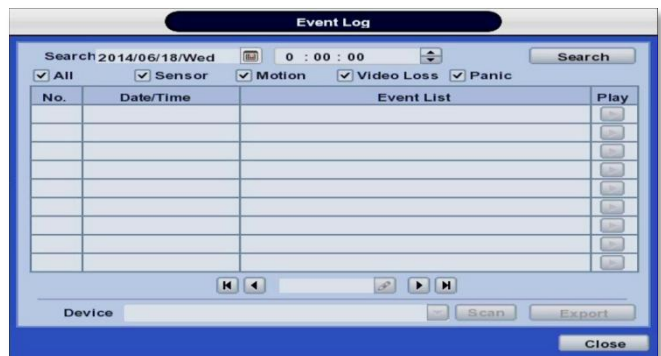 Event Log
Search 2014/06/18/Wed 0 : 00 : 00 Search
All Sensor Motion Video Loss Panic
No. Date/Time Event List Play
Device Scan Export
Close